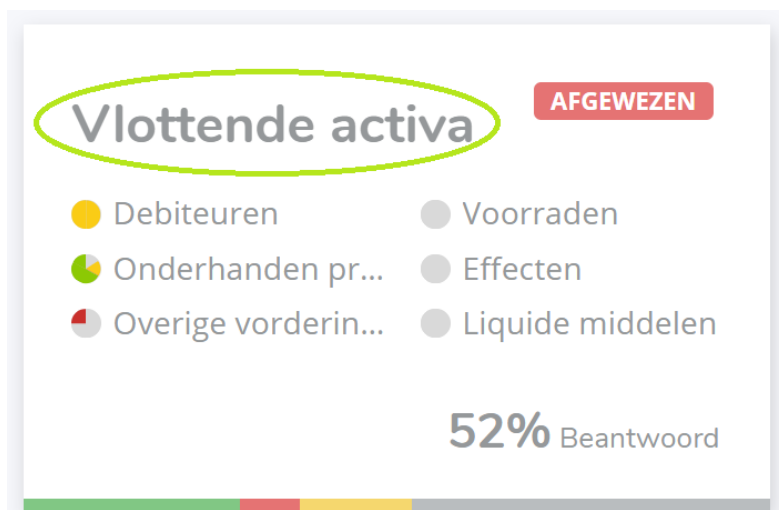 Vlottende activa
AFGEWEZEN
Debiteuren
Voorraden
Onderhanden pr...
Effecten
Overige vorderin...
Liquide middelen
52% Beantwoord